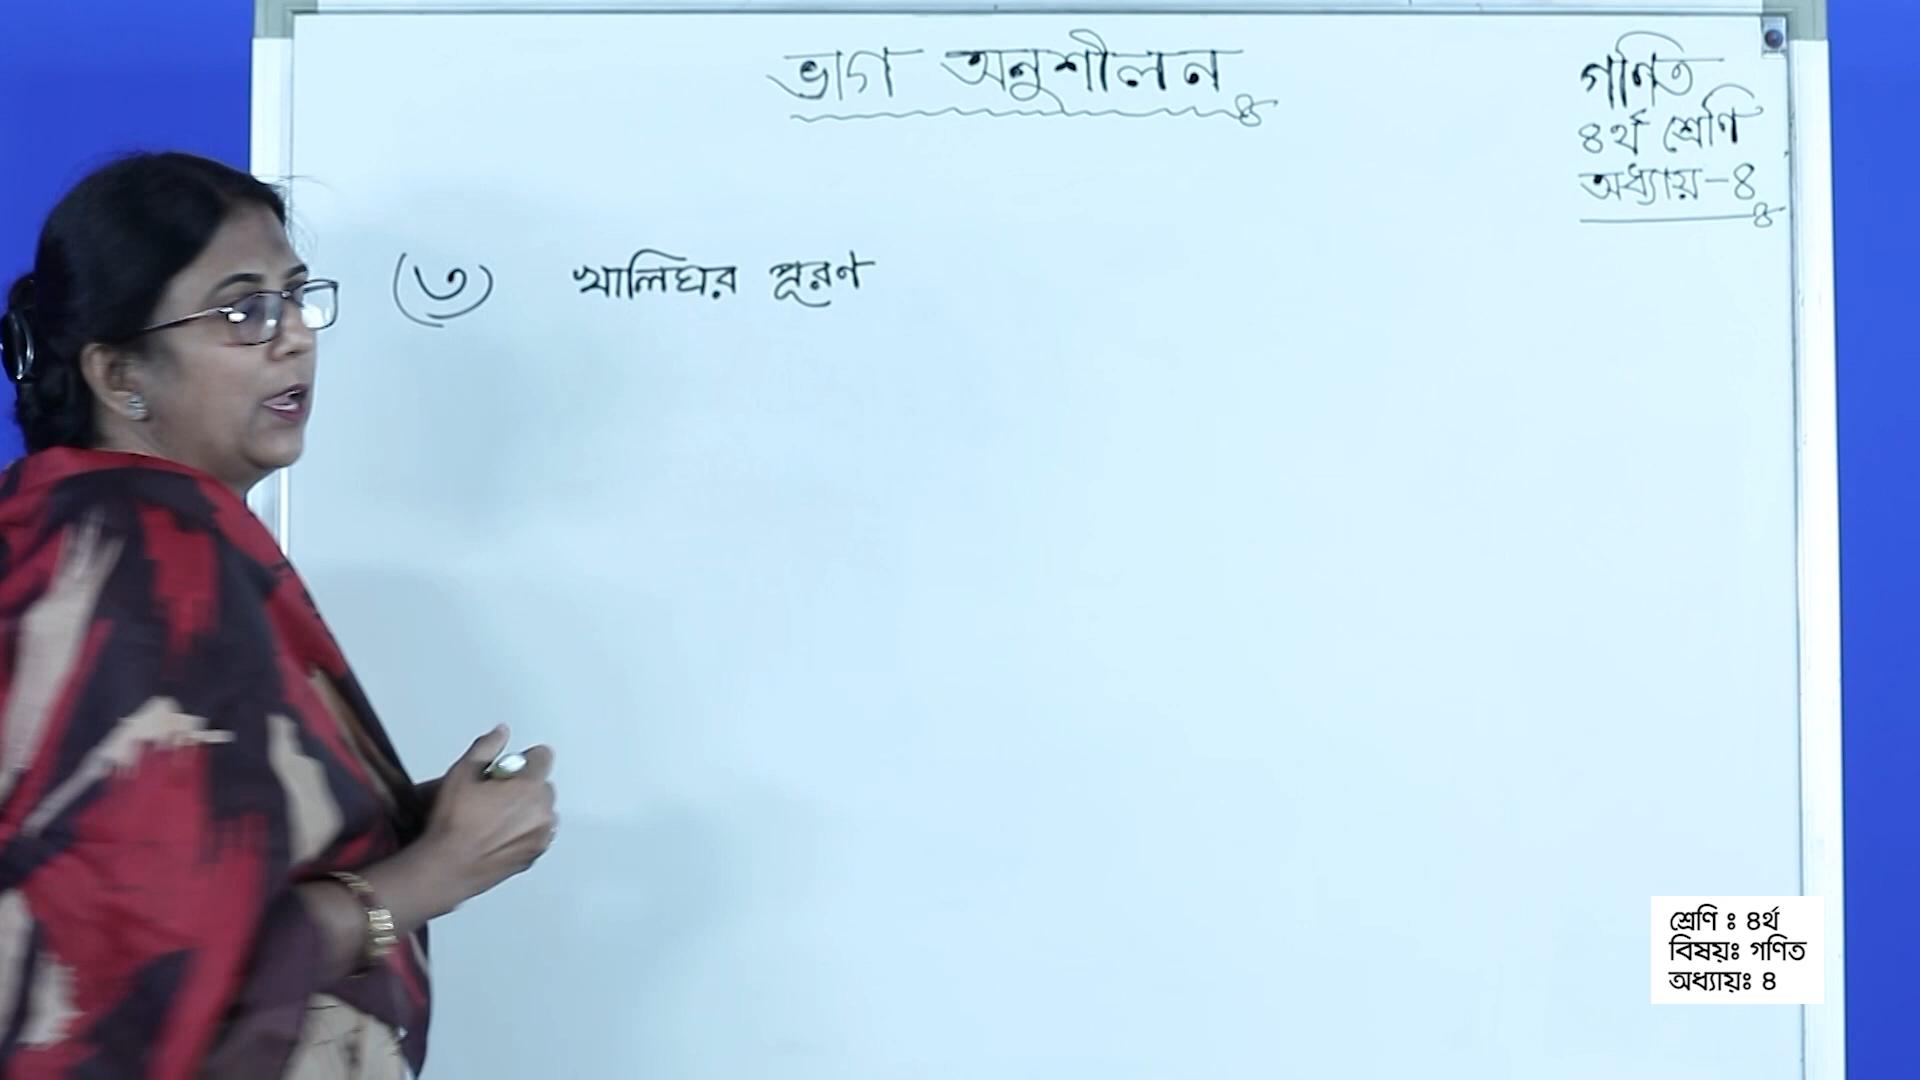 ভাগ অনুশীলন
গণিত
৪র্থ শ্রেণি
অধ্যায়-৪
(৩) খালিঘর পূরণ
শ্রেণি ঃ ৪র্থ
বিষয়ঃ গণিত
অধ্যায়ঃ ৪